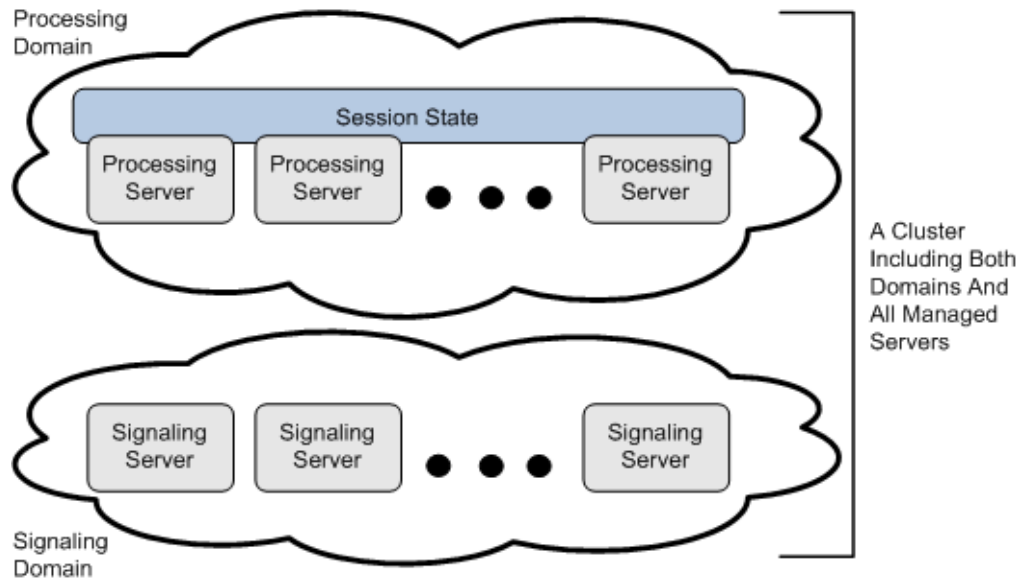 Processing
Domain
Session State
Processing
Server
Processing
Server
Processing
Server
A Cluster
Including Both
Domains And
All Managed
Servers
Signaling
Server
Signaling
Server
Signaling
Server
Signaling
Domain